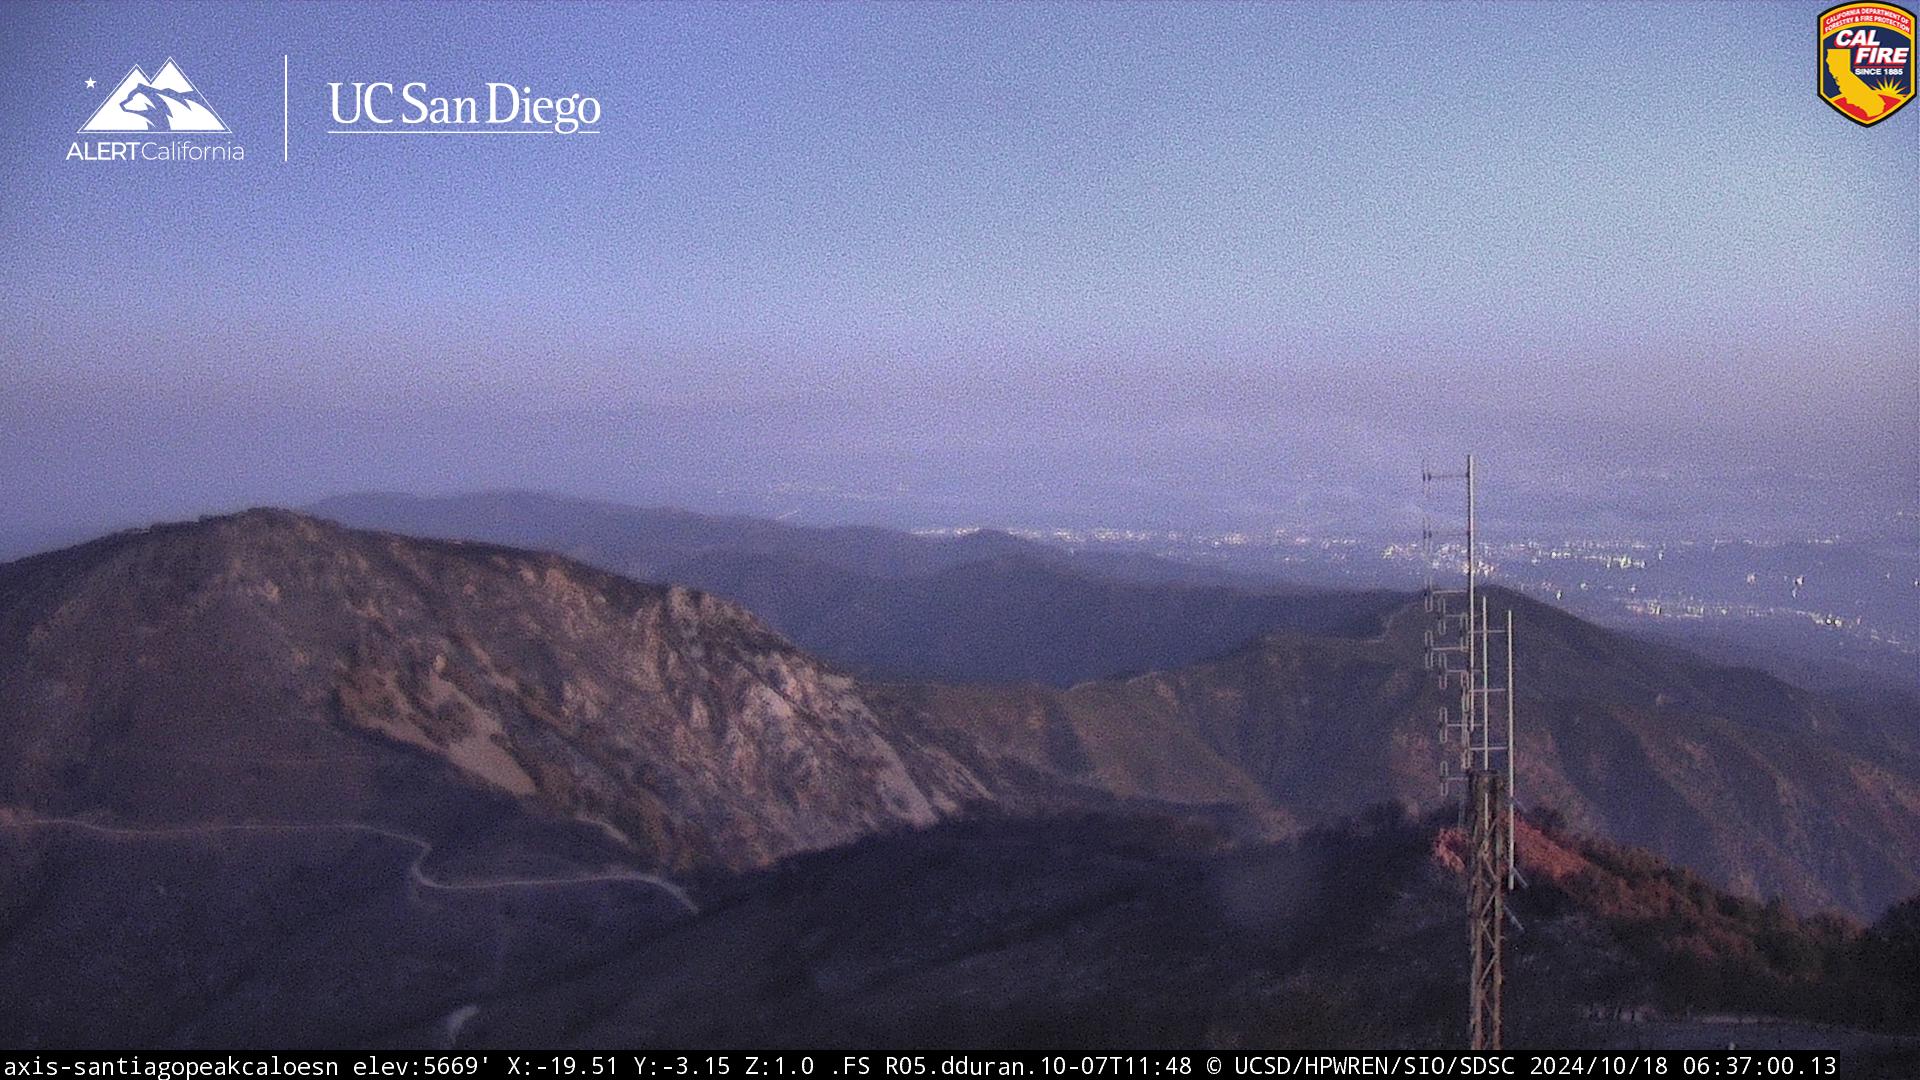 ALERTCalifornia
UC San Diego
CALIFORNIA DEPARTMENT OF
FORESTRY & FIRE PROTECTION
CAL
FIRE
SINCE 1885
axis-santiagopeakcaloesn elev:5669' X:-19.51 Y:-3.15 Z:1.0 .FS R05.dduran.10-07T11:48 © UCSD/HPWREN/SIO/SDSC 2024/10/18 06:37:00.13